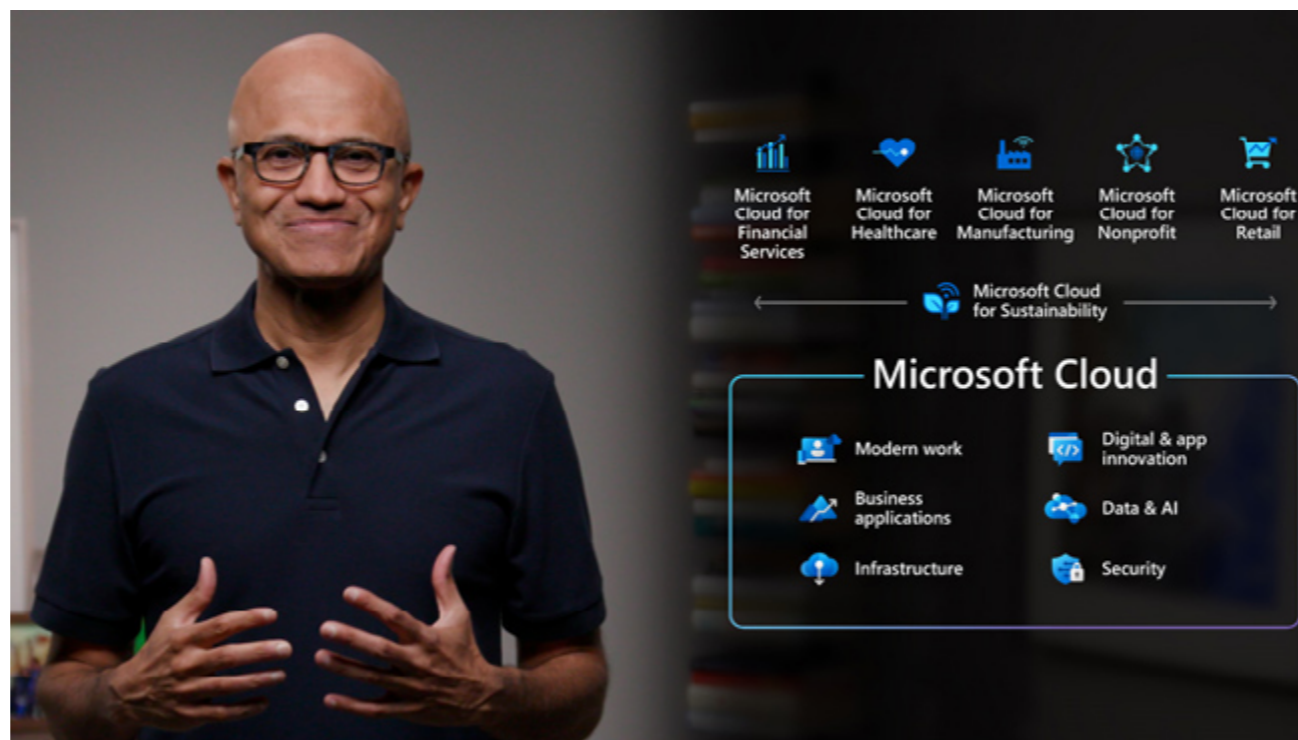 Microsoft
Cloud for
Financial
Services
Microsoft
Cloud for
Healthcare
Microsoft
Cloud for
Manufacturing
Microsoft
Cloud for
Nonprofit
Microsoft
Cloud for
Retail
Microsoft Cloud
for Sustainability
Microsoft Cloud
Modern work
Digital & app
innovation
Business
applications
Data & AI
Infrastructure
Security